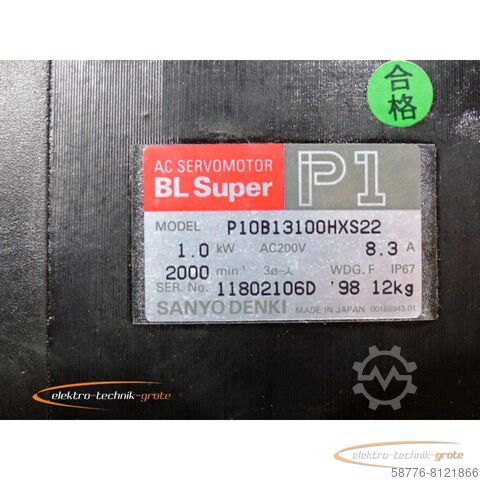 合格
AC SERVOMOTOR
BL Super P1
MODEL P10B13100HXS22
1.0 kW AC200V 8.3 A
2000 min⁻¹ 3ø-人 WDG. F IP67
SER. No. 11802106D '98 12kg
SANYO DENKI MADE IN JAPAN 00186943-01
elektro-technik-grote
elektro-technik-grote
58776-8121866